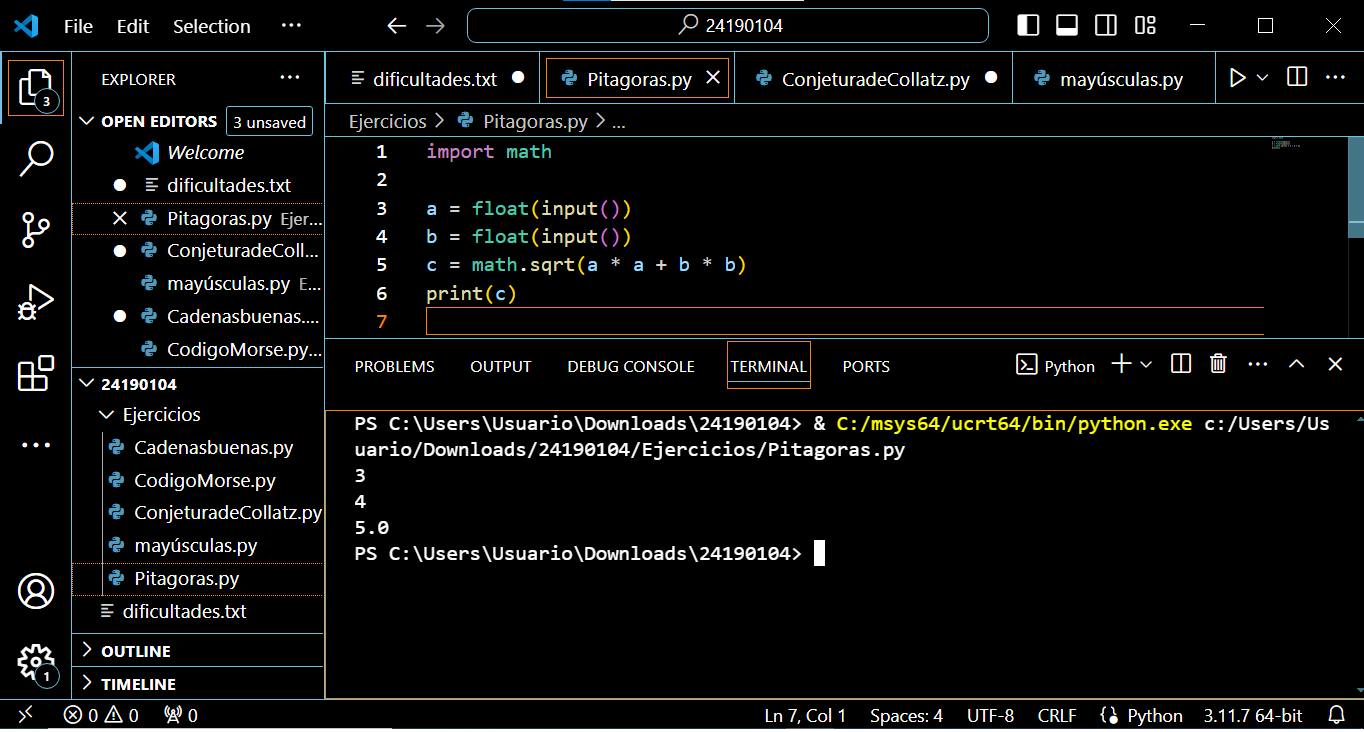 File Edit Selection ··· 24190104
EXPLORER ···
OPEN EDITORS 3 unsaved
Welcome
dificultades.txt
Pitagoras.py Ejer...
ConjeturadeColl...
mayúsculas.py E...
Cadenasbuenas....
CodigoMorse.py...
24190104
Ejercicios
Cadenasbuenas.py
CodigoMorse.py
ConjeturadeCollatz.py
mayúsculas.py
Pitagoras.py
dificultades.txt
OUTLINE
TIMELINE
3
1
dificultades.txt Pitagoras.py ConjeturadeCollatz.py mayúsculas.py
Ejercicios > Pitagoras.py > ...
1 import math
2
3 a = float(input())
4 b = float(input())
5 c = math.sqrt(a * a + b * b)
6 print(c)
7
PROBLEMS OUTPUT DEBUG CONSOLE TERMINAL PORTS Python
PS C:\Users\Usuario\Downloads\24190104> & C:/msys64/ucrt64/bin/python.exe c:/Users/Us
uario/Downloads/24190104/Ejercicios/Pitagoras.py
3
4
5.0
PS C:\Users\Usuario\Downloads\24190104>
0 0 0 Ln 7, Col 1 Spaces: 4 UTF-8 CRLF Python 3.11.7 64-bit